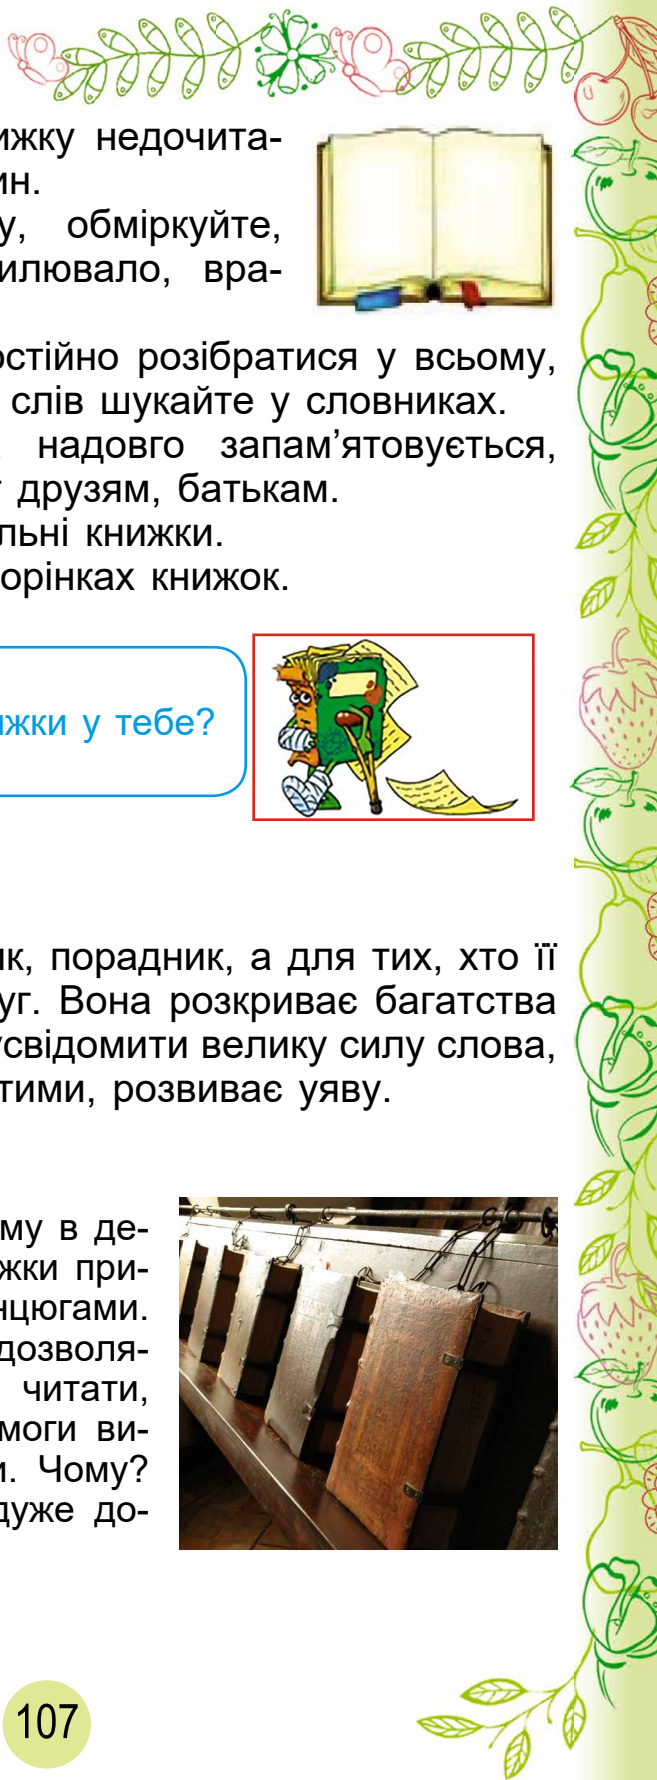 ижку недочита-
ин.
у, обміркуйте,
илювало, вра-
остійно розібратися у всьому,
слів шукайте у словниках.
надовго запам’ятовується,
друзям, батькам.
льні книжки.
орінках книжок.
ижки у тебе?
ик, порадник, а для тих, хто її
уг. Вона розкриває багатства
усвідомити велику силу слова,
тими, розвиває уяву.
ому в де-
жки при-
нцюгами.
дозволя-
читати,
моги ви-
и. Чому?
дуже до-
107